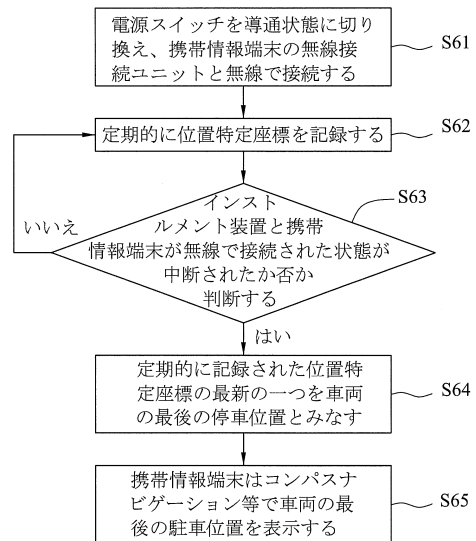 電源スイッチを導通状態に切り
換え、携帯情報端末の無線接
続ユニットと無線で接続する
S61
定期的に位置特定座標を記録する
S62
インスト
ルメント装置と携帯
情報端末が無線で接続された状態が
中断されたか否か
判断する
S63
いいえ
はい
定期的に記録された位置特
定座標の最新の一つを車両
の最後の停車位置とみなす
S64
携帯情報端末はコンパスナ
ビゲーション等で車両の最
後の駐車位置を表示する
S65